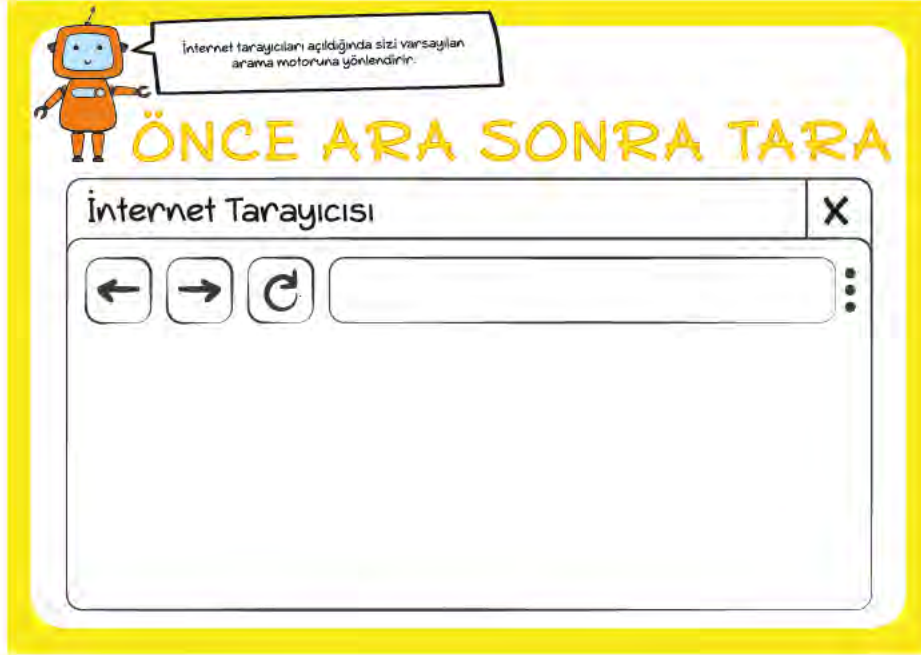 İnternet tarayıcıları açıldığında sizi varsayılan
arama motoruna yönlendirir.
ÖNCE ARA SONRA TARA
İnternet Tarayıcısı
X